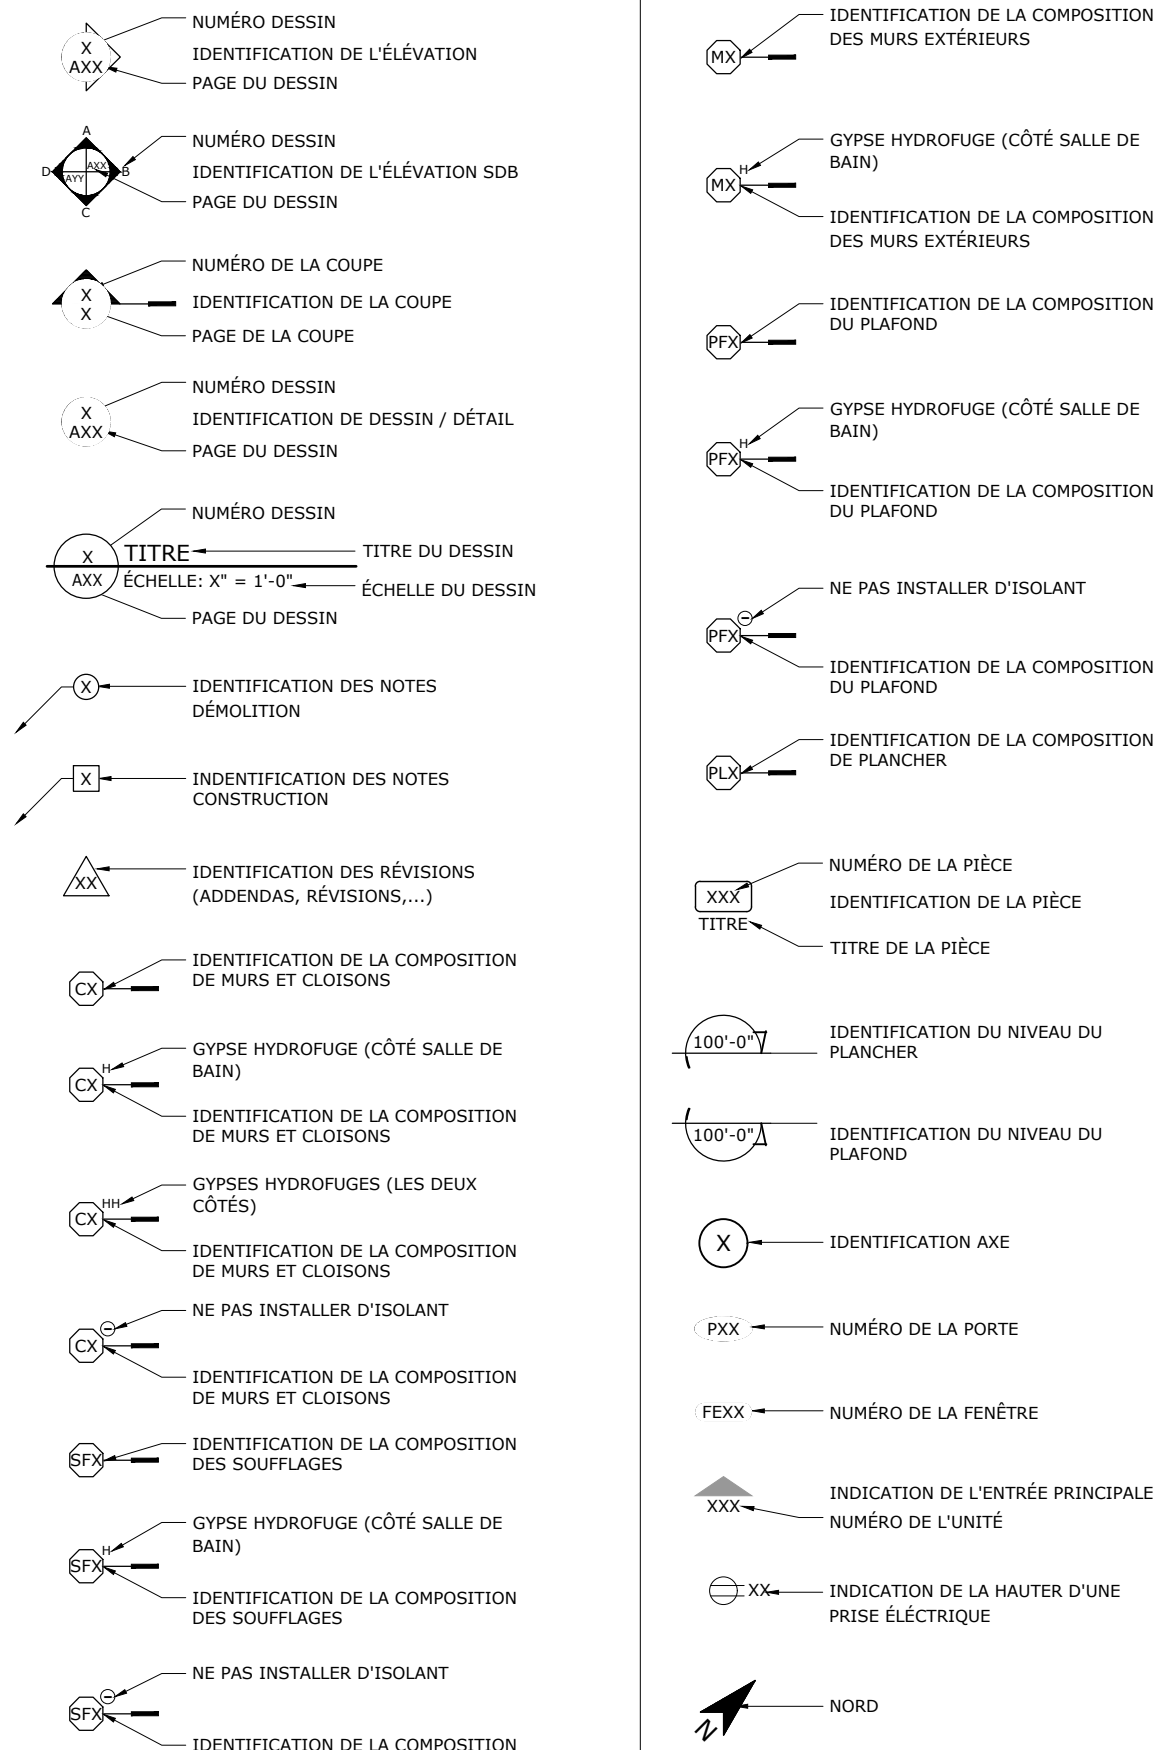 NUMÉRO DESSIN
X
IDENTIFICATION DE L'ÉLÉVATION
AXX
PAGE DU DESSIN
A
NUMÉRO DESSIN
D
AXX
B
IDENTIFICATION DE L'ÉLÉVATION SDB
AYY
PAGE DU DESSIN
C
NUMÉRO DE LA COUPE
X
IDENTIFICATION DE LA COUPE
X
PAGE DE LA COUPE
NUMÉRO DESSIN
X
IDENTIFICATION DE DESSIN / DÉTAIL
AXX
PAGE DU DESSIN
NUMÉRO DESSIN
X
TITRE
TITRE DU DESSIN
AXX
ÉCHELLE: X" = 1'-0"
ÉCHELLE DU DESSIN
PAGE DU DESSIN
X
IDENTIFICATION DES NOTES
DÉMOLITION
X
INDENTIFICATION DES NOTES
CONSTRUCTION
XX
IDENTIFICATION DES RÉVISIONS
(ADDENDAS, RÉVISIONS,...)
CX
IDENTIFICATION DE LA COMPOSITION
DE MURS ET CLOISONS
GYPSE HYDROFUGE (CÔTÉ SALLE DE
BAIN)
H
CX
IDENTIFICATION DE LA COMPOSITION
DE MURS ET CLOISONS
GYPSES HYDROFUGES (LES DEUX
CÔTÉS)
HH
CX
IDENTIFICATION DE LA COMPOSITION
DE MURS ET CLOISONS
NE PAS INSTALLER D'ISOLANT
CX
IDENTIFICATION DE LA COMPOSITION
DE MURS ET CLOISONS
SFX
IDENTIFICATION DE LA COMPOSITION
DES SOUFFLAGES
GYPSE HYDROFUGE (CÔTÉ SALLE DE
BAIN)
H
SFX
IDENTIFICATION DE LA COMPOSITION
DES SOUFFLAGES
NE PAS INSTALLER D'ISOLANT
SFX
IDENTIFICATION DE LA COMPOSITION
IDENTIFICATION DE LA COMPOSITION
DES MURS EXTÉRIEURS
MX
GYPSE HYDROFUGE (CÔTÉ SALLE DE
BAIN)
H
MX
IDENTIFICATION DE LA COMPOSITION
DES MURS EXTÉRIEURS
IDENTIFICATION DE LA COMPOSITION
DU PLAFOND
PFX
GYPSE HYDROFUGE (CÔTÉ SALLE DE
BAIN)
H
PFX
IDENTIFICATION DE LA COMPOSITION
DU PLAFOND
NE PAS INSTALLER D'ISOLANT
PFX
IDENTIFICATION DE LA COMPOSITION
DU PLAFOND
IDENTIFICATION DE LA COMPOSITION
DE PLANCHER
PLX
NUMÉRO DE LA PIÈCE
XXX
IDENTIFICATION DE LA PIÈCE
TITRE
TITRE DE LA PIÈCE
100'-0"
IDENTIFICATION DU NIVEAU DU
PLANCHER
100'-0"
IDENTIFICATION DU NIVEAU DU
PLAFOND
X
IDENTIFICATION AXE
PXX
NUMÉRO DE LA PORTE
FEXX
NUMÉRO DE LA FENÊTRE
INDICATION DE L'ENTRÉE PRINCIPALE
XXX
NUMÉRO DE L'UNITÉ
XX
INDICATION DE LA HAUTER D'UNE
PRISE ÉLÉCTRIQUE
NORD
N